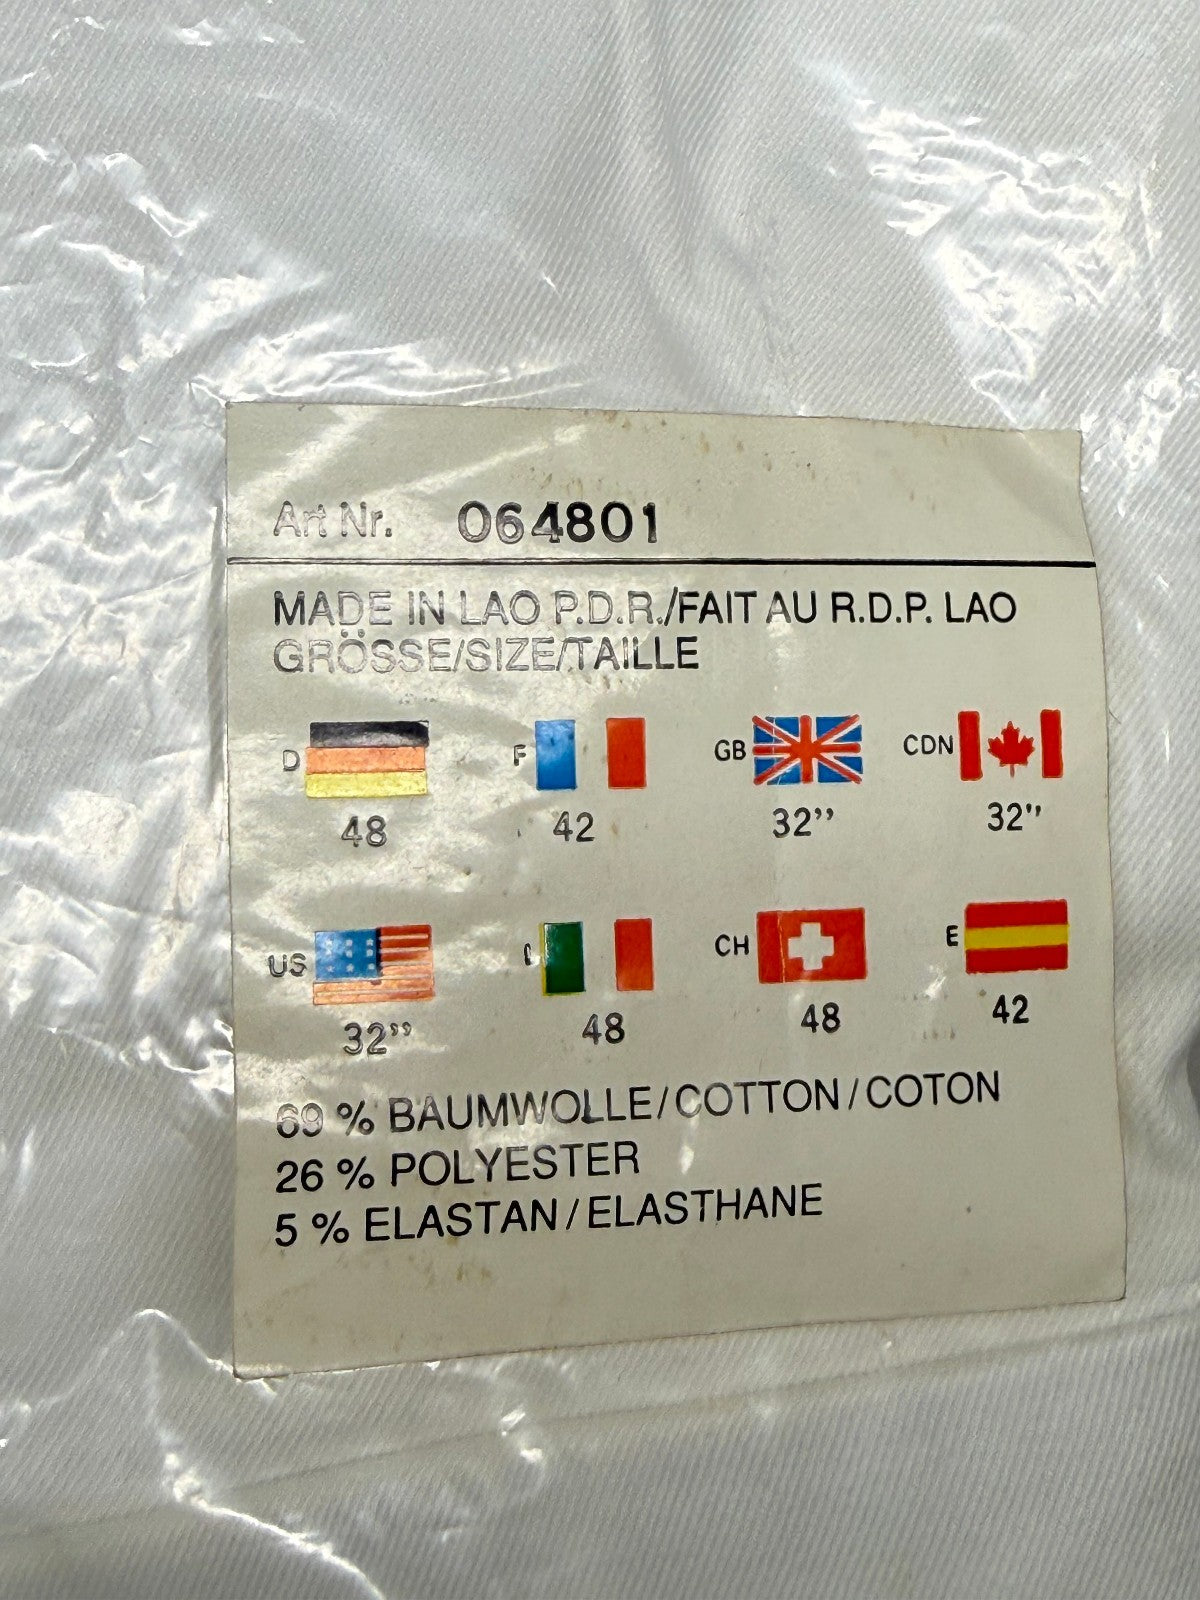 Art Nr. 064801
MADE IN LAO P.D.R./FAIT AU R.D.P. LAO
GRÖSSE/SIZE/TAILLE
D F GB CDN
48 42 32” 32"
US I CH E
32” 48 48 42
69 % BAUMWOLLE/COTTON/COTON
26 % POLYESTER
5 % ELASTAN/ELASTHANE